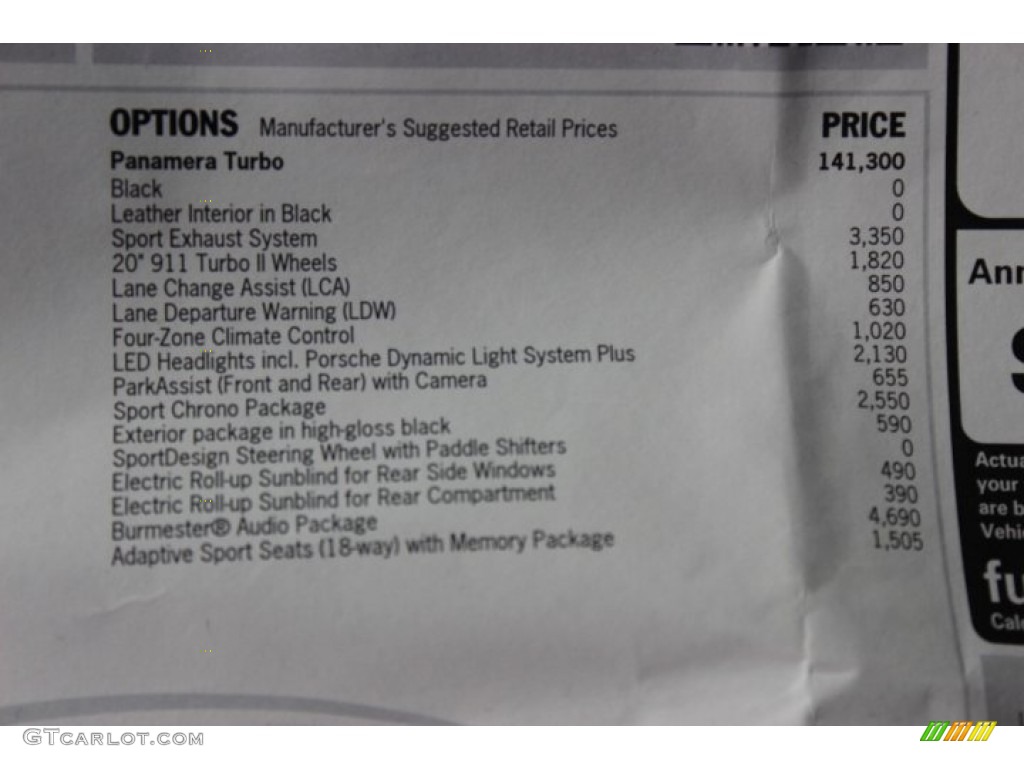 OPTIONS Manufacturer's Suggested Retail Prices PRICE
Panamera Turbo 141,300
Black 0
Leather Interior in Black 0
Sport Exhaust System 3,350
20" 911 Turbo II Wheels 1,820
Lane Change Assist (LCA) 850
Lane Departure Warning (LDW) 630
Four-Zone Climate Control 1,020
LED Headlights incl. Porsche Dynamic Light System Plus 2,130
ParkAssist (Front and Rear) with Camera 655
Sport Chrono Package 2,550
Exterior package in high-gloss black 590
SportDesign Steering Wheel with Paddle Shifters 0
Electric Roll-up Sunblind for Rear Side Windows 490
Electric Roll-up Sunblind for Rear Compartment 390
Burmester® Audio Package 4,690
Adaptive Sport Seats (18-way) with Memory Package 1,505
Ann
Actua
your
are b
Vehic
fu
Calc
GTCARLOT.COM